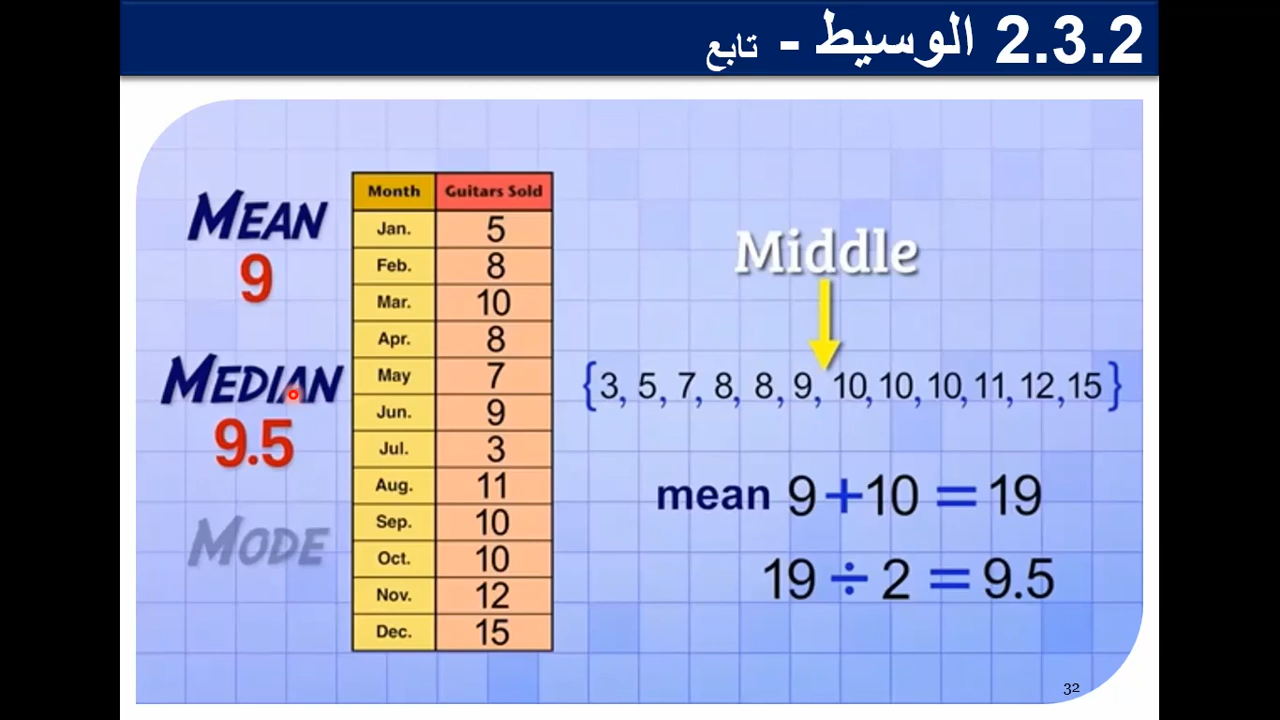 2.3.2 الوسيط - تابع
MEAN
9
MEDIAN
9.5
MODE
Month Guitars Sold
Jan. 5
Feb. 8
Mar. 10
Apr. 8
May 7
Jun. 9
Jul. 3
Aug. 11
Sep. 10
Oct. 10
Nov. 12
Dec. 15
Middle
{3, 5, 7, 8, 8, 9, 10, 10, 10, 11, 12, 15}
mean 9+10 = 19
19 ÷ 2 = 9.5
32